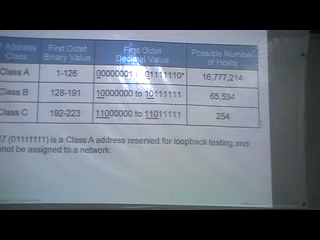 Address First Octet First Octet Possible Number
Class Binary Value Decimal Value of Hosts
Class A 1-126 00000001 01111110* 16,777,214
Class B 128-191 10000000 to 10111111 65,534
Class C 192-223 11000000 to 11011111 254
27 (01111111) is a Class A address reserved for loopback testing and
not be assigned to a network.